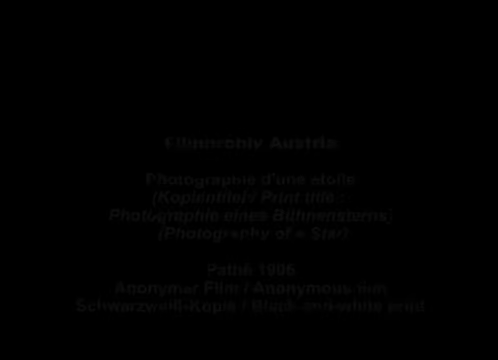 Filmarchiv Austria
Photographie d'une étoile
(Kopientitel/ Print title :
Photographie eines Bühnensterns)
(Photography of a Star)
Pathé 1906
Anonymer Film / Anonymous film
Schwarzweiß-Kopie / Black-and-white print